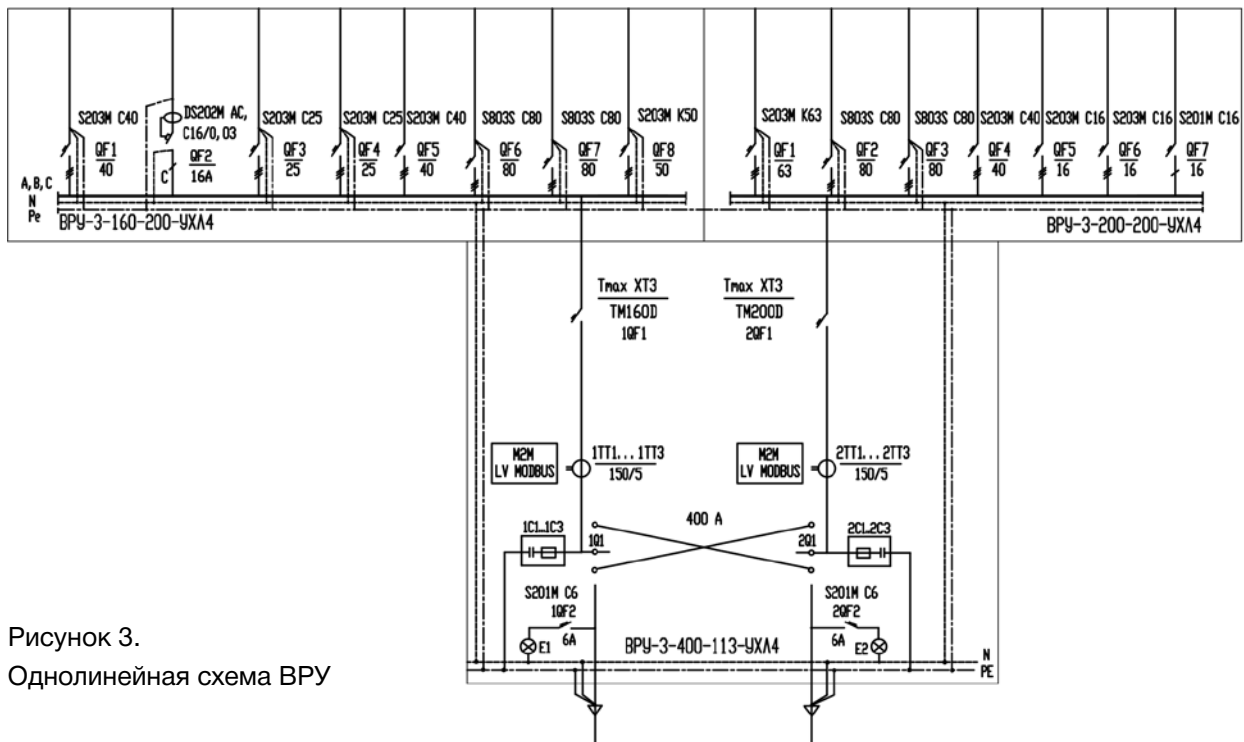 S203M C40
DS202M AC,
C16/0,03
S203M C25
S203M C25
S203M C40
S803S C80
S803S C80
S203M K50
S203M K63
S803S C80
S803S C80
S203M C40
S203M C16
S203M C16
S201M C16
QF1
40
QF2
16A
C
QF3
25
QF4
25
QF5
40
QF6
80
QF7
80
QF8
50
QF1
63
QF2
80
QF3
80
QF4
40
QF5
16
QF6
16
QF7
16
A,B,C
N
Pe
ВРУ-3-160-200-УХЛ4
ВРУ-3-200-200-УХЛ4
Tmax XT3
TM160D
1QF1
Tmax XT3
TM200D
2QF1
M2M
LV MODBUS
1TT1...1TT3
150/5
M2M
LV MODBUS
2TT1...2TT3
150/5
400 A
1C1...1C3
1Q1
2Q1
2C1...2C3
S201M C6
1QF2
6A
E1
S201M C6
2QF2
6A
E2
ВРУ-3-400-113-УХЛ4
N
PE
Рисунок 3.
Однолинейная схема ВРУ